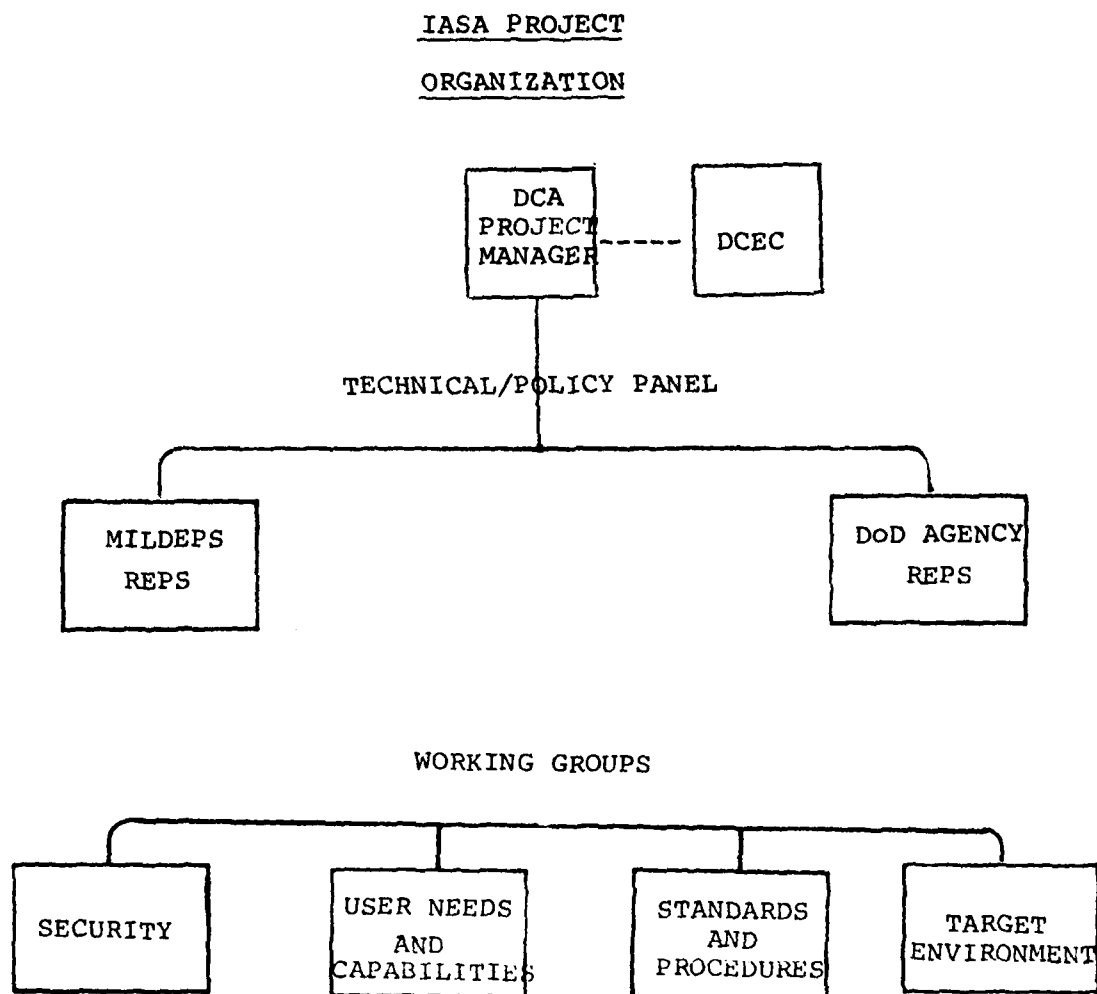 IASA PROJECT
ORGANIZATION
DCA
PROJECT
MANAGER
DCEC
TECHNICAL/POLICY PANEL
MILDEPS
REPS
DoD AGENCY
REPS
WORKING GROUPS
SECURITY
USER NEEDS
AND
CAPABILITIES
STANDARDS
AND
PROCEDURES
TARGET
ENVIRONMENT